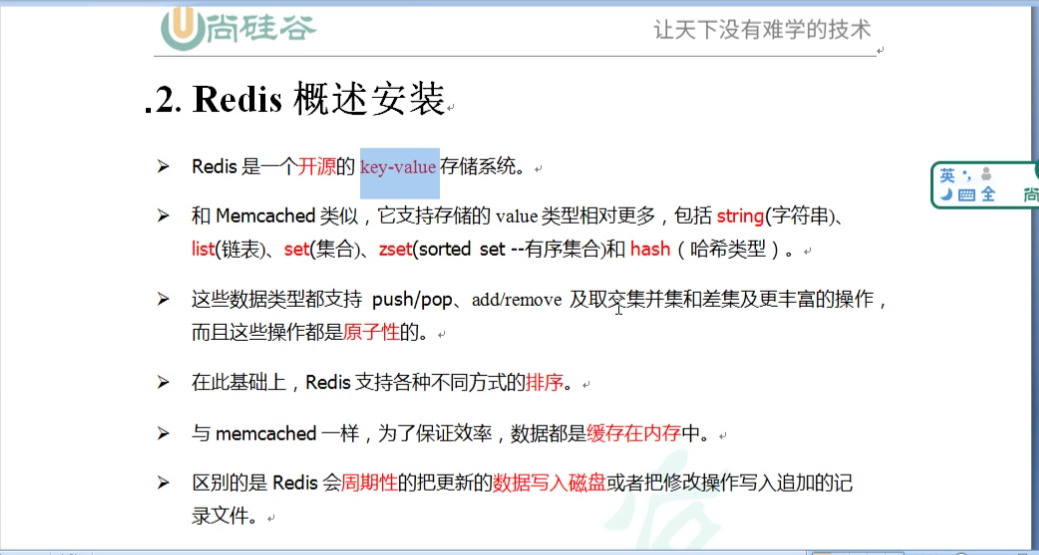 尚硅谷
让天下没有难学的技术
.2. Redis 概述安装
➢ Redis 是一个开源的 key-value 存储系统。
➢ 和 Memcached 类似，它支持存储的 value 类型相对更多，包括 string(字符串)、
list(链表)、set(集合)、zset(sorted set --有序集合)和 hash（哈希类型）。
➢ 这些数据类型都支持 push/pop、add/remove 及取交集并集和差集及更丰富的操作，
而且这些操作都是原子性的。
➢ 在此基础上，Redis 支持各种不同方式的排序。
➢ 与 memcached 一样，为了保证效率，数据都是缓存在内存中。
➢ 区别的是 Redis 会周期性的把更新的数据写入磁盘或者把修改操作写入追加的记
录文件。
英
全 尚
尚